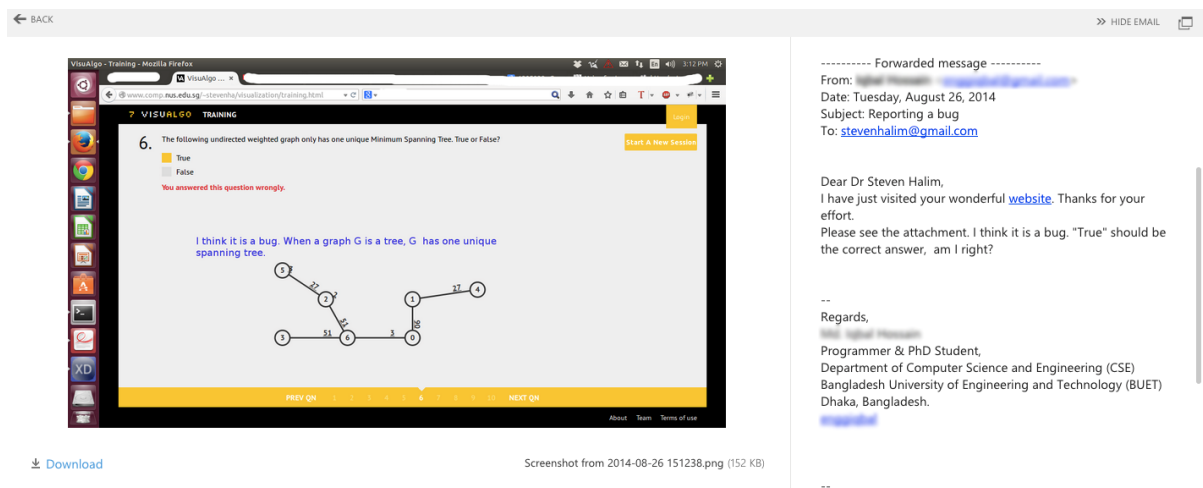 BACK
HIDE EMAIL
VisuAlgo - Training - Mozilla Firefox
3:12 PM
VisuAlgo ... ×
www.comp.nus.edu.sg/~stevenha/visualization/training.html
7 VISUALGO TRAINING
Login
6. The following undirected weighted graph only has one unique Minimum Spanning Tree. True or False?
Start A New Session
True
False
You answered this question wrongly.
I think it is a bug. When a graph G is a tree, G has one unique
spanning tree.
5
27
2
2
51
3
51
6
3
0
90
1
27
4
PREV QN 1 2 3 4 5 6 7 8 9 10 NEXT QN
About Team Terms of use
Download
Screenshot from 2014-08-26 151238.png (152 KB)
---------- Forwarded message ----------
From:
Date: Tuesday, August 26, 2014
Subject: Reporting a bug
To: stevenhalim@gmail.com
Dear Dr Steven Halim,
I have just visited your wonderful website. Thanks for your
effort.
Please see the attachment. I think it is a bug. "True" should be
the correct answer, am I right?
--
Regards,
Programmer & PhD Student,
Department of Computer Science and Engineering (CSE)
Bangladesh University of Engineering and Technology (BUET)
Dhaka, Bangladesh.
--